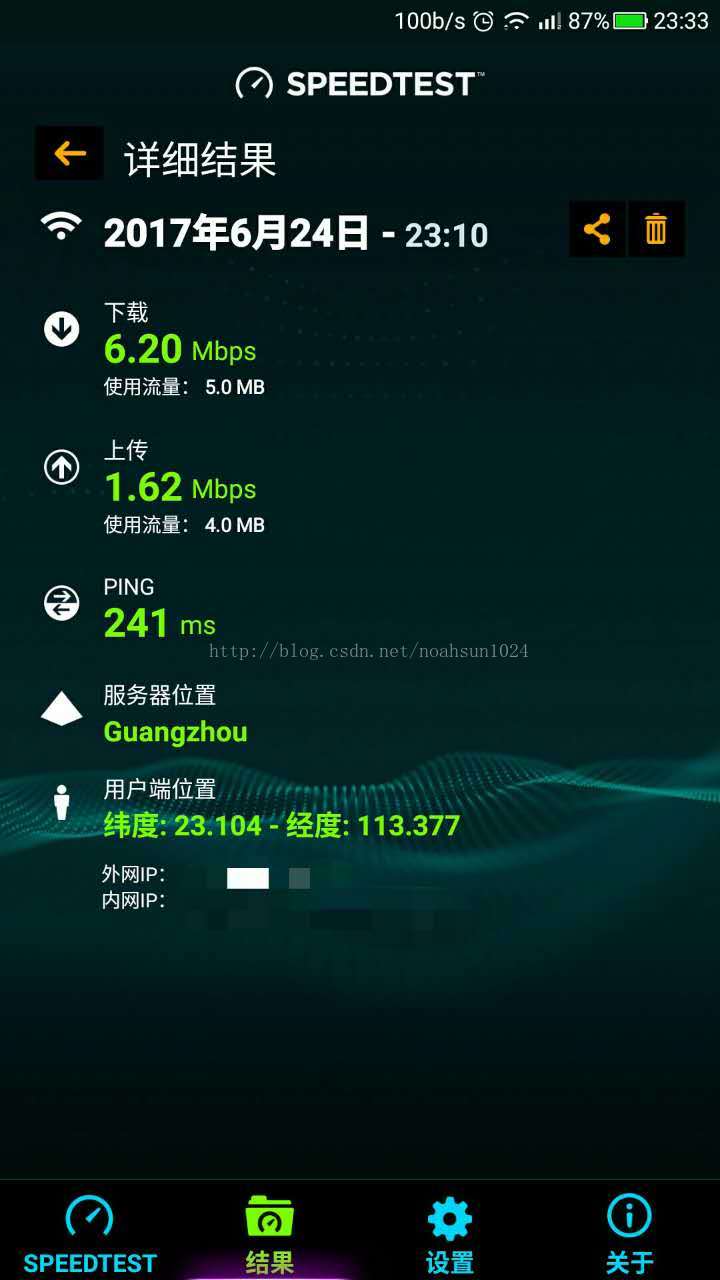 100b/s 87% 23:33
SPEEDTEST™
详细结果
2017年6月24日 - 23:10
下载
6.20 Mbps
使用流量： 5.0 MB
上传
1.62 Mbps
使用流量： 4.0 MB
PING
241 ms
http://blog.csdn.net/noahsun1024
服务器位置
Guangzhou
用户端位置
纬度: 23.104 - 经度: 113.377
外网IP：
内网IP：
SPEEDTEST 结果 设置 关于